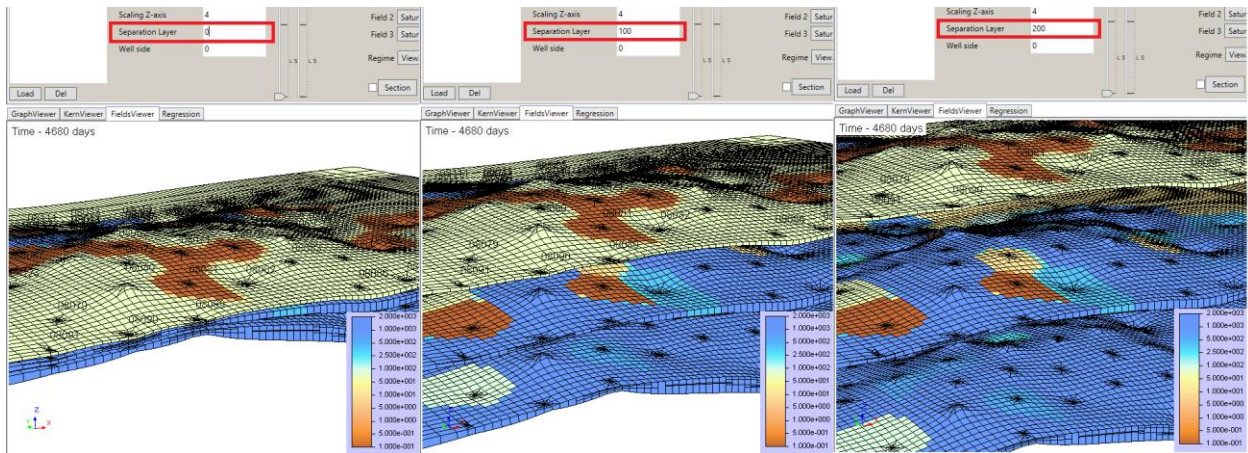 Scaling Z-axis 4 Field 2 Satur
Separation Layer 0 Field 3 Satur
Well side 0
L S L S
Regime View.
Section
Load Del
GraphViewer KernViewer FieldsViewer Regression
Time - 4680 days
2.000e+003
1.000e+003
5.000e+002
2.500e+002
1.000e+002
5.000e+001
1.000e+001
5.000e+000
1.000e+000
5.000e-001
1.000e-001
Z
Y X
Scaling Z-axis 4 Field 2 Satur
Separation Layer 100 Field 3 Satur
Well side 0
L S L S
Regime View.
Section
Load Del
GraphViewer KernViewer FieldsViewer Regression
Time - 4680 days
2.000e+003
1.000e+003
5.000e+002
2.500e+002
1.000e+002
5.000e+001
1.000e+001
5.000e+000
1.000e+000
5.000e-001
1.000e-001
Scaling Z-axis 4 Field 2 Satur
Separation Layer 200 Field 3 Satur
Well side 0
L S L S
Regime View.
Section
Load Del
GraphViewer KernViewer FieldsViewer Regression
Time - 4680 days
2.000e+003
1.000e+003
5.000e+002
2.500e+002
1.000e+002
5.000e+001
1.000e+001
5.000e+000
1.000e+000
5.000e-001
1.000e-001